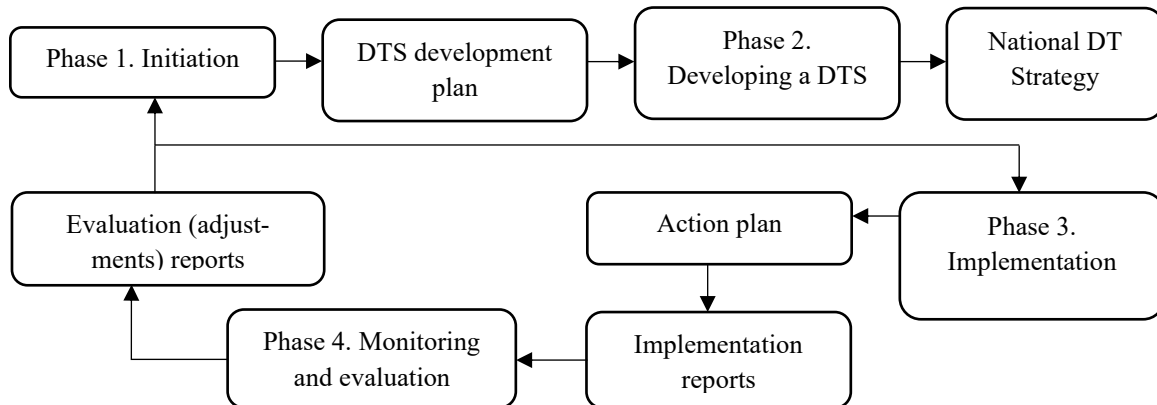 Phase 1. Initiation
DTS development
plan
Phase 2.
Developing a DTS
National DT
Strategy
Evaluation (adjust-
ments) reports
Action plan
Phase 3.
Implementation
Phase 4. Monitoring
and evaluation
Implementation
reports